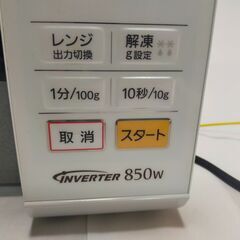 レンジ
出力切換
解凍
g設定
1分/100g
10秒/10g
取消
スタート
INVERTER 850W